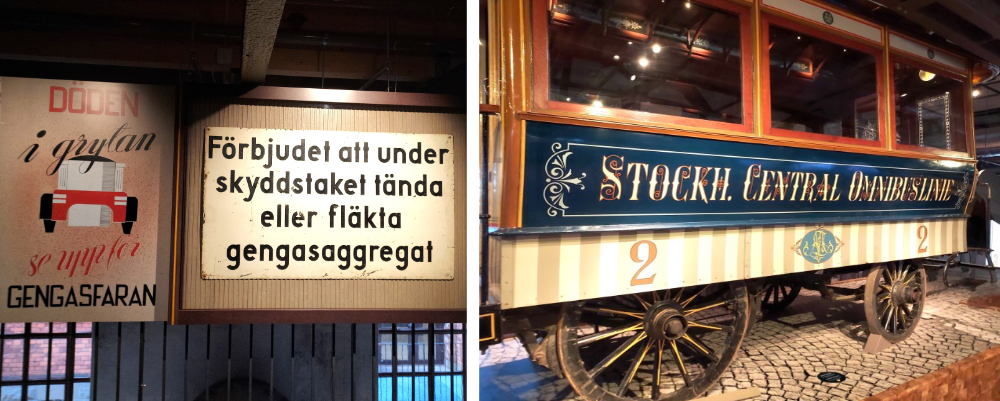 DÖDEN
i grytan
se upp för
GENGASFARAN
Förbjudet att under
skyddstaket tända
eller fläkta
gengasaggregat
STOCKH. CENTRAL OMNIBUSLINIE
2
2